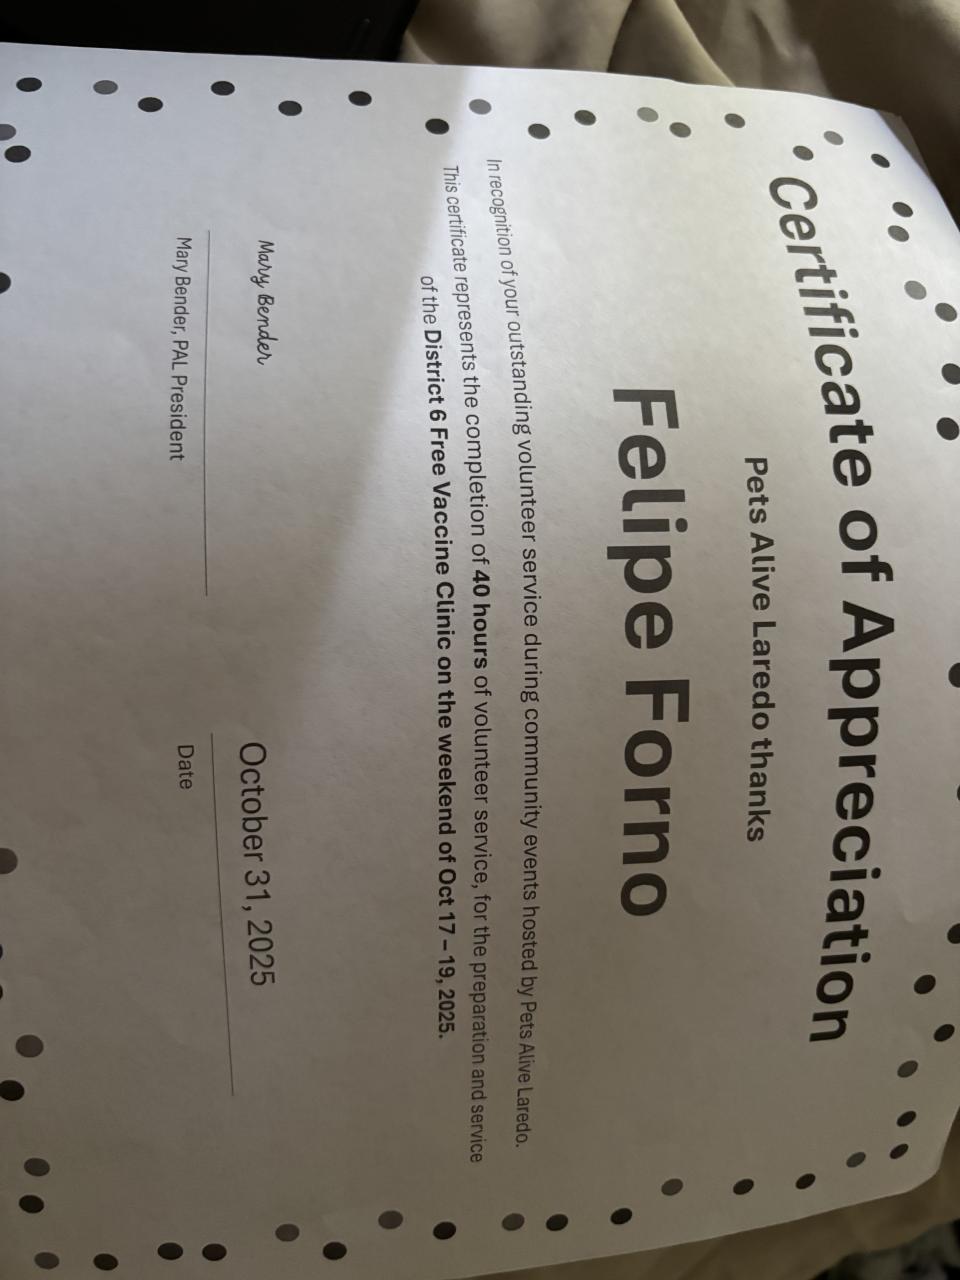 Certificate of Appreciation
Pets Alive Laredo thanks
Felipe Forno
In recognition of your outstanding volunteer service during community events hosted by Pets Alive Laredo.
This certificate represents the completion of 40 hours of volunteer service, for the preparation and service
of the District 6 Free Vaccine Clinic on the weekend of Oct 17 – 19, 2025.
Mary Bender
Mary Bender, PAL President
October 31, 2025
Date